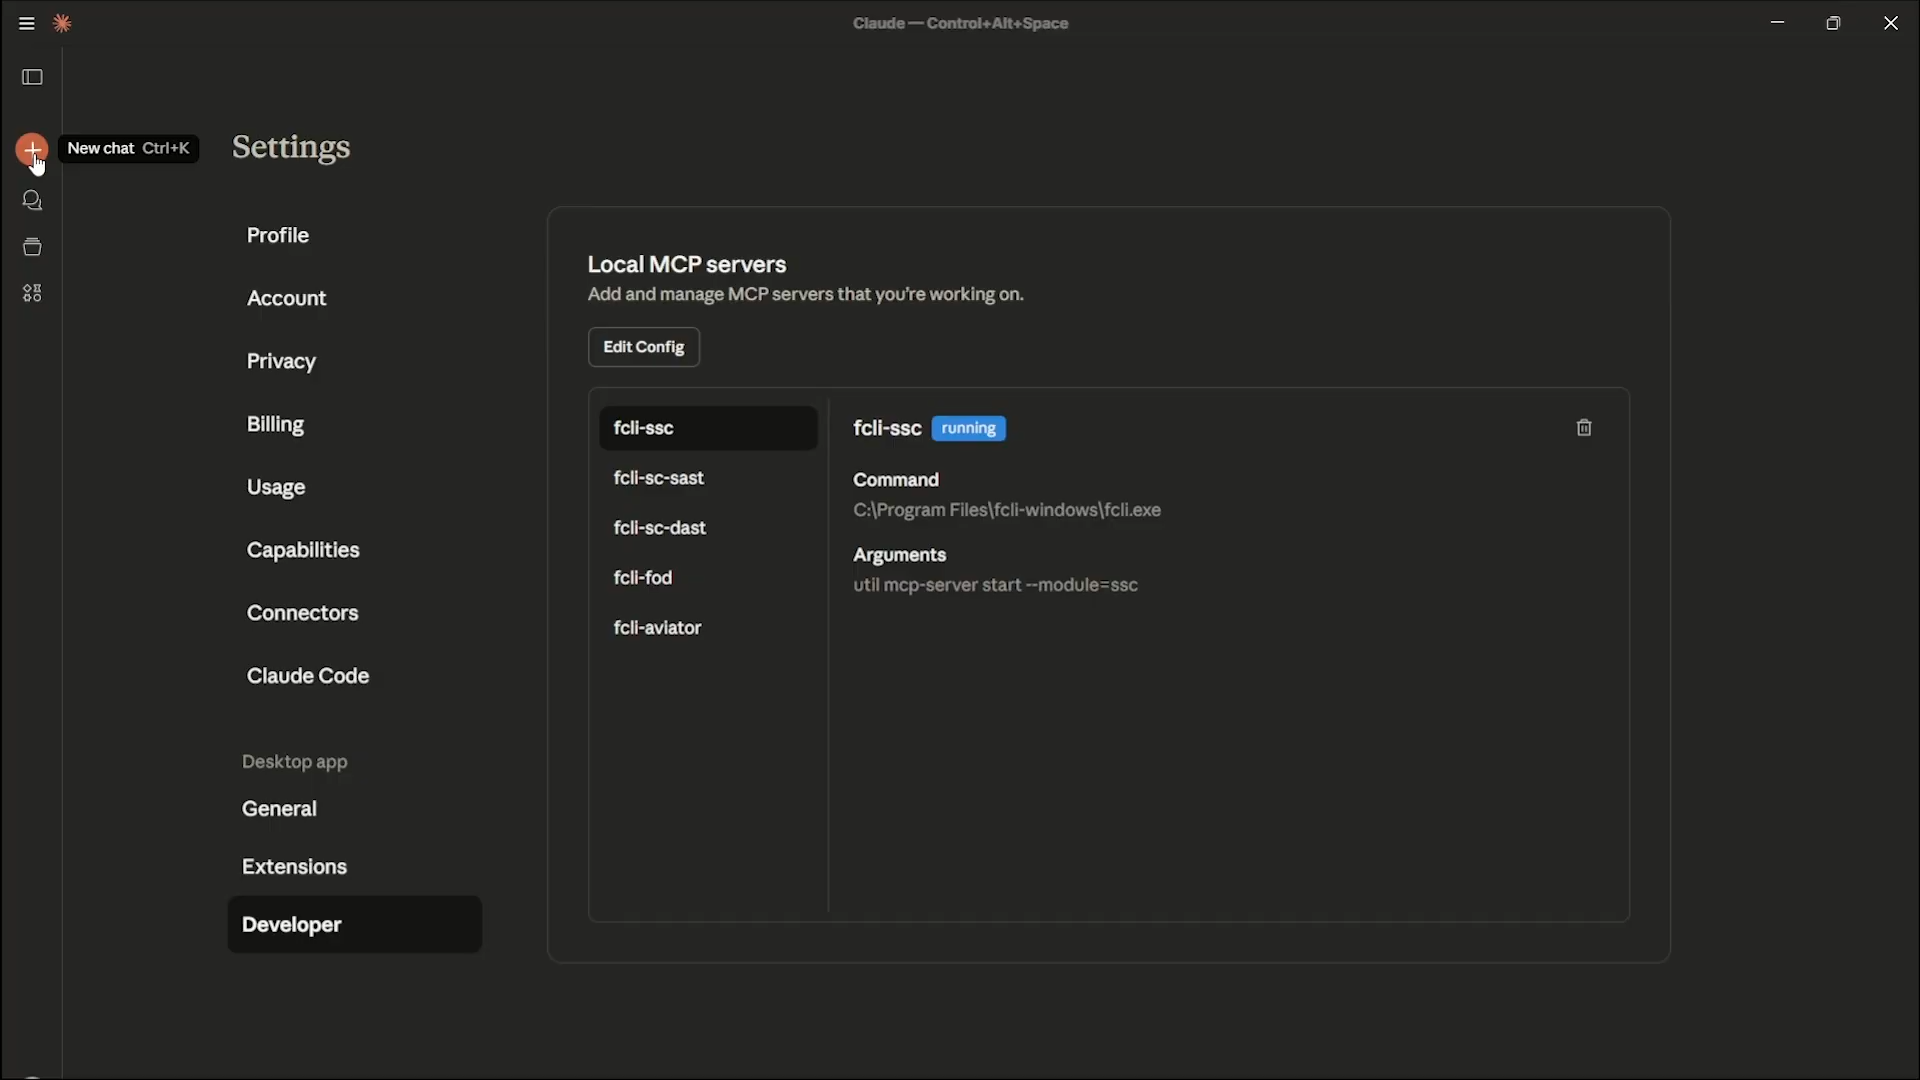 Claude — Control+Alt+Space
New chat Ctrl+K
Settings
Profile
Account
Privacy
Billing
Usage
Capabilities
Connectors
Claude Code
Desktop app
General
Extensions
Developer
Local MCP servers
Add and manage MCP servers that you're working on.
Edit Config
fcli-ssc
fcli-sc-sast
fcli-sc-dast
fcli-fod
fcli-aviator
fcli-ssc running
Command
C:\Program Files\fcli-windows\fcli.exe
Arguments
util mcp-server start --module=ssc